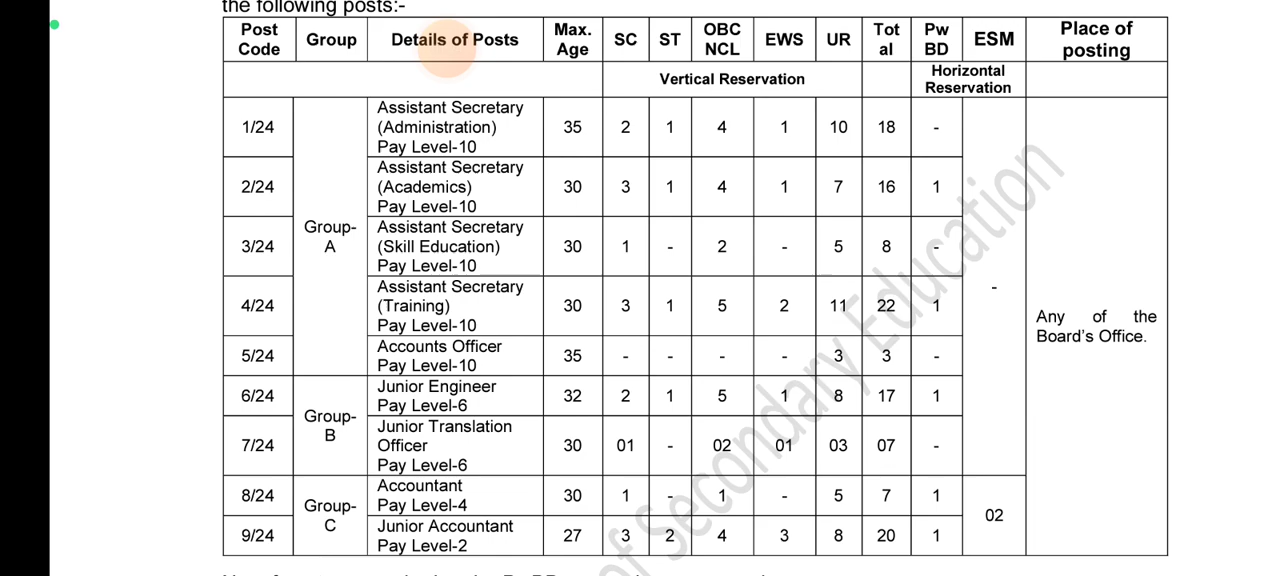 the following posts:-
Post Code Group Details of Posts Max. Age SC ST OBC NCL EWS UR Tot al Pw BD ESM Place of posting
Vertical Reservation Horizontal Reservation
1/24 Group-A Assistant Secretary (Administration) Pay Level-10 35 2 1 4 1 10 18 - - Any of the Board's Office.
2/24 Assistant Secretary (Academics) Pay Level-10 30 3 1 4 1 7 16 1
3/24 Assistant Secretary (Skill Education) Pay Level-10 30 1 - 2 - 5 8 -
4/24 Assistant Secretary (Training) Pay Level-10 30 3 1 5 2 11 22 1
5/24 Accounts Officer Pay Level-10 35 - - - - 3 3 -
6/24 Group-B Junior Engineer Pay Level-6 32 2 1 5 1 8 17 1
7/24 Junior Translation Officer Pay Level-6 30 01 - 02 01 03 07 -
8/24 Group-C Accountant Pay Level-4 30 1 - 1 - 5 7 1 02
9/24 Junior Accountant Pay Level-2 27 3 2 4 3 8 20 1
of Secondary Education